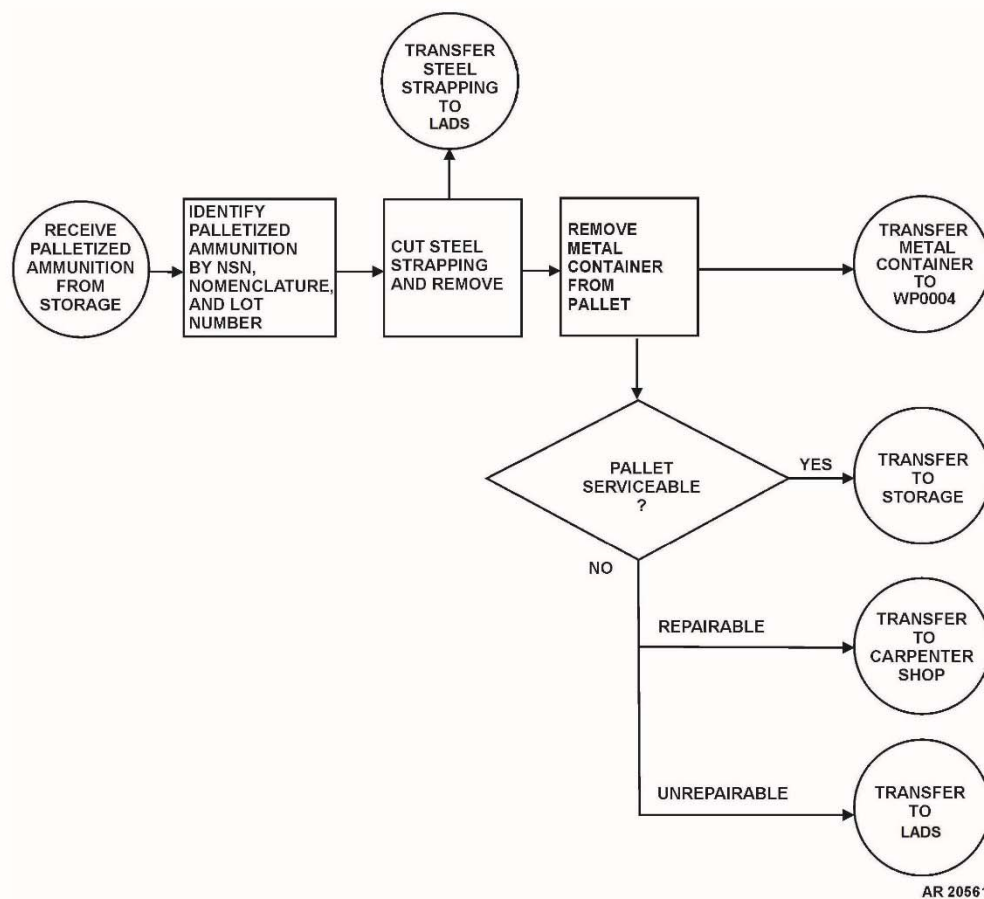 TRANSFER
STEEL
STRAPPING
TO
LADS
RECEIVE
PALLETIZED
AMMUNITION
FROM
STORAGE
IDENTIFY
PALLETIZED
AMMUNITION
BY NSN,
NOMENCLATURE,
AND LOT
NUMBER
CUT STEEL
STRAPPING
AND REMOVE
REMOVE
METAL
CONTAINER
FROM
PALLET
TRANSFER
METAL
CONTAINER
TO
WP0004
PALLET
SERVICEABLE
?
YES
TRANSFER
TO
STORAGE
NO
REPAIRABLE
TRANSFER
TO
CARPENTER
SHOP
UNREPAIRABLE
TRANSFER
TO
LADS
AR 20561